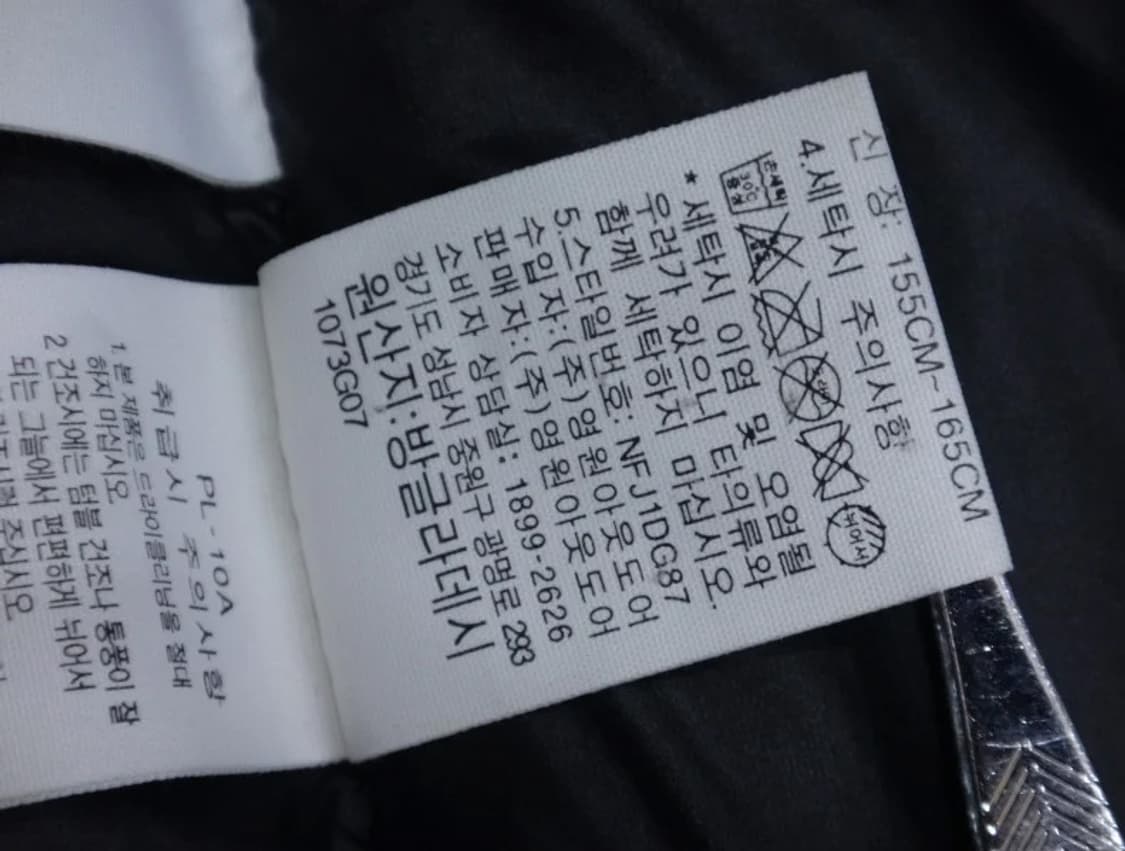 신 장: 155CM~165CM
4.세탁시 주의사항
손세탁
30℃
중성
뉘어서
* 세탁시 이염 및 오염될
우려가 있으니 타의류와
함께 세탁하지 마십시오.
5.스타일번호: NFJ1DG87
수입자:(주)영원아웃도어
판매자:(주)영원아웃도어
소비자 상담실: 1899-2626
경기도 성남시 중원구 광명로 293
원산지:방글라데시
1073G07
PL-10A
취급시 주의사항
1. 본 제품은 드라이클리닝을 절대
하지 마십시오
2 건조시에는 텀블 건조나 통풍이 잘
되는 그늘에서 편편하게 뉘어서
주십시오